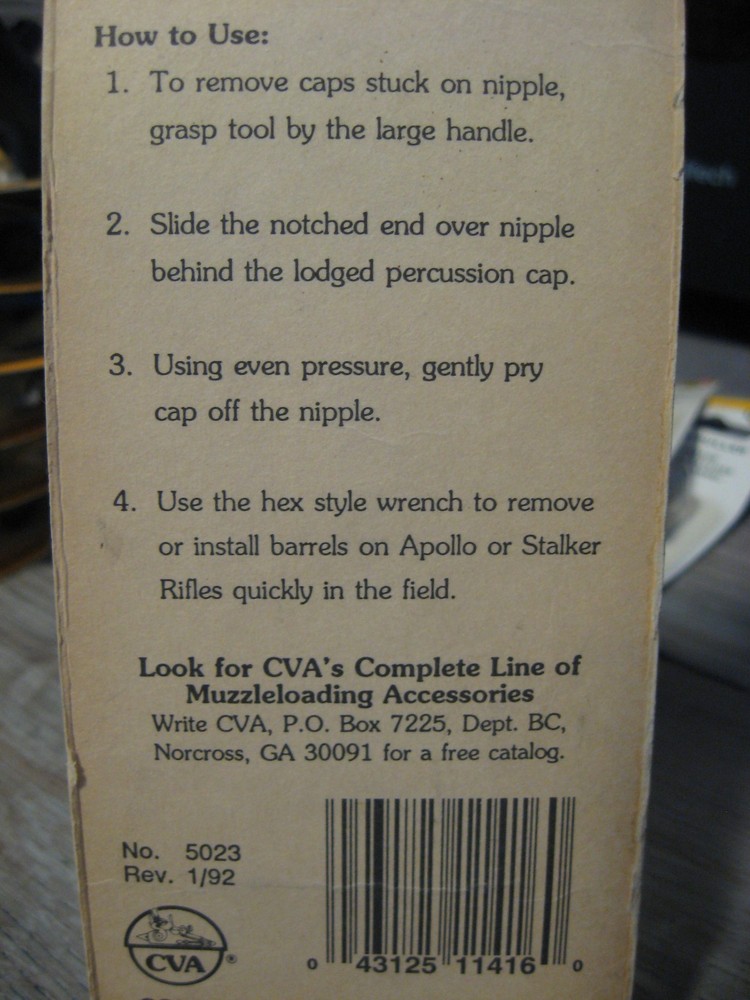 How to Use:
1. To remove caps stuck on nipple,
grasp tool by the large handle.
2. Slide the notched end over nipple
behind the lodged percussion cap.
3. Using even pressure, gently pry
cap off the nipple.
4. Use the hex style wrench to remove
or install barrels on Apollo or Stalker
Rifles quickly in the field.
Look for CVA's Complete Line of
Muzzleloading Accessories
Write CVA, P.O. Box 7225, Dept. BC,
Norcross, GA 30091 for a free catalog.
No. 5023
Rev. 1/92
CVA®
0 43125 11416 0